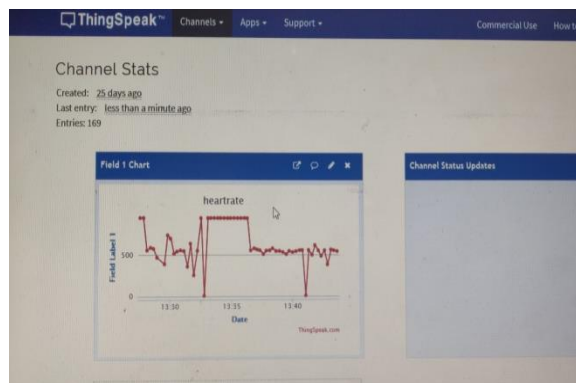 ThingSpeak™ Channels Apps Support Commercial Use How to
Channel Stats
Created: 25 days ago
Last entry: less than a minute ago
Entries: 169
Field 1 Chart
Channel Status Updates
heartrate
Field Label 1
500
0
13:30 13:35 13:40
Date
ThingSpeak.com